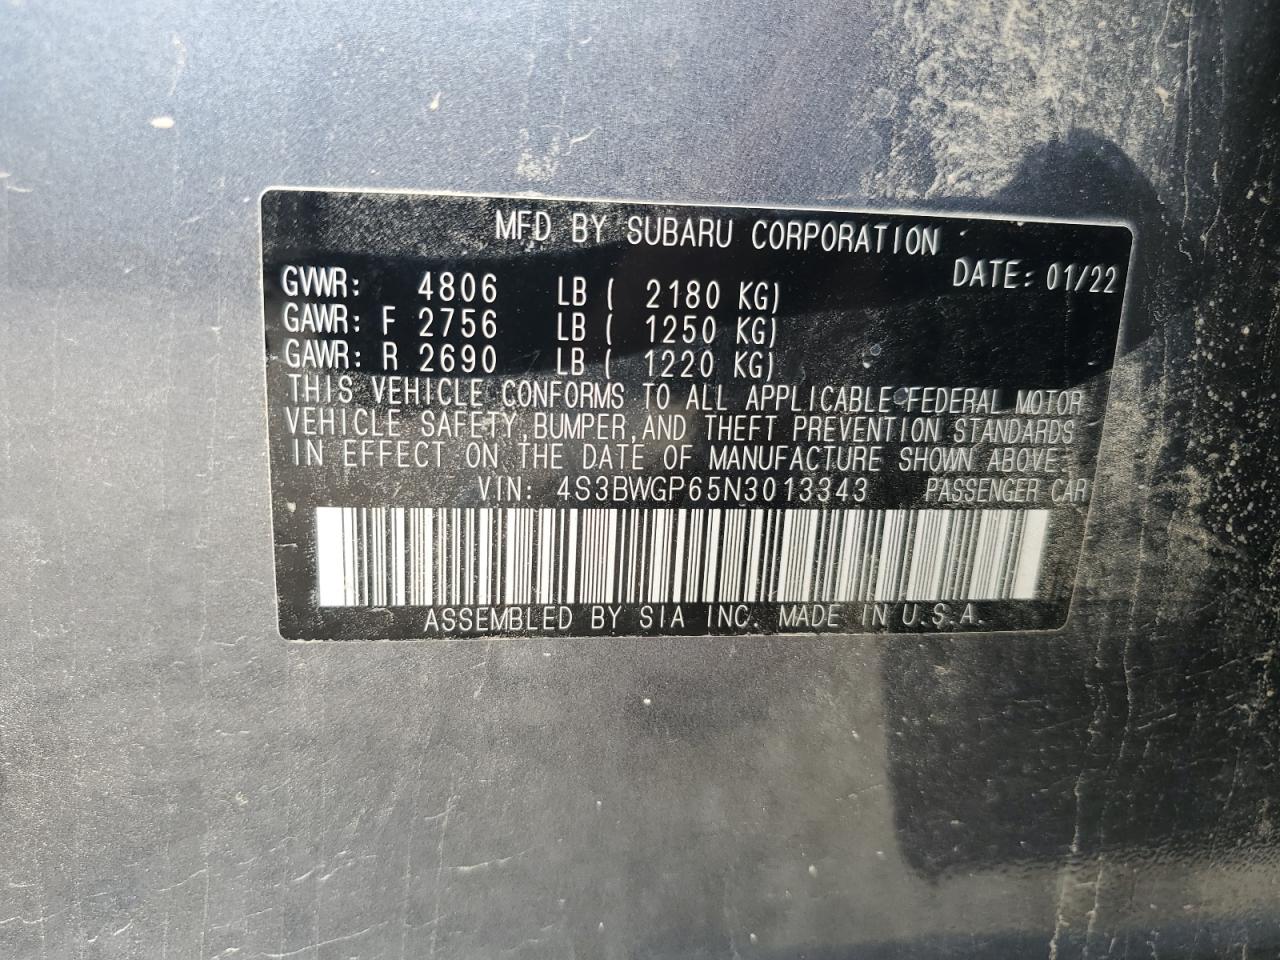 MFD BY SUBARU CORPORATION
DATE: 01/22
GVWR: 4806 LB ( 2180 KG)
GAWR: F 2756 LB ( 1250 KG)
GAWR: R 2690 LB ( 1220 KG)
THIS VEHICLE CONFORMS TO ALL APPLICABLE FEDERAL MOTOR
VEHICLE SAFETY, BUMPER, AND THEFT PREVENTION STANDARDS
IN EFFECT ON THE DATE OF MANUFACTURE SHOWN ABOVE.
VIN: 4S3BWGP65N3013343 PASSENGER CAR
ASSEMBLED BY SIA INC. MADE IN U.S.A.